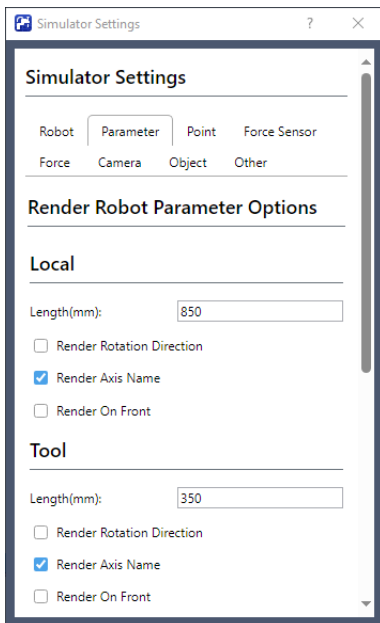 Simulator Settings
?
Simulator Settings
Robot Parameter Point Force Sensor
Force Camera Object Other
Render Robot Parameter Options
Local
Length(mm): 850
Render Rotation Direction
Render Axis Name
Render On Front
Tool
Length(mm): 350
Render Rotation Direction
Render Axis Name
Render On Front